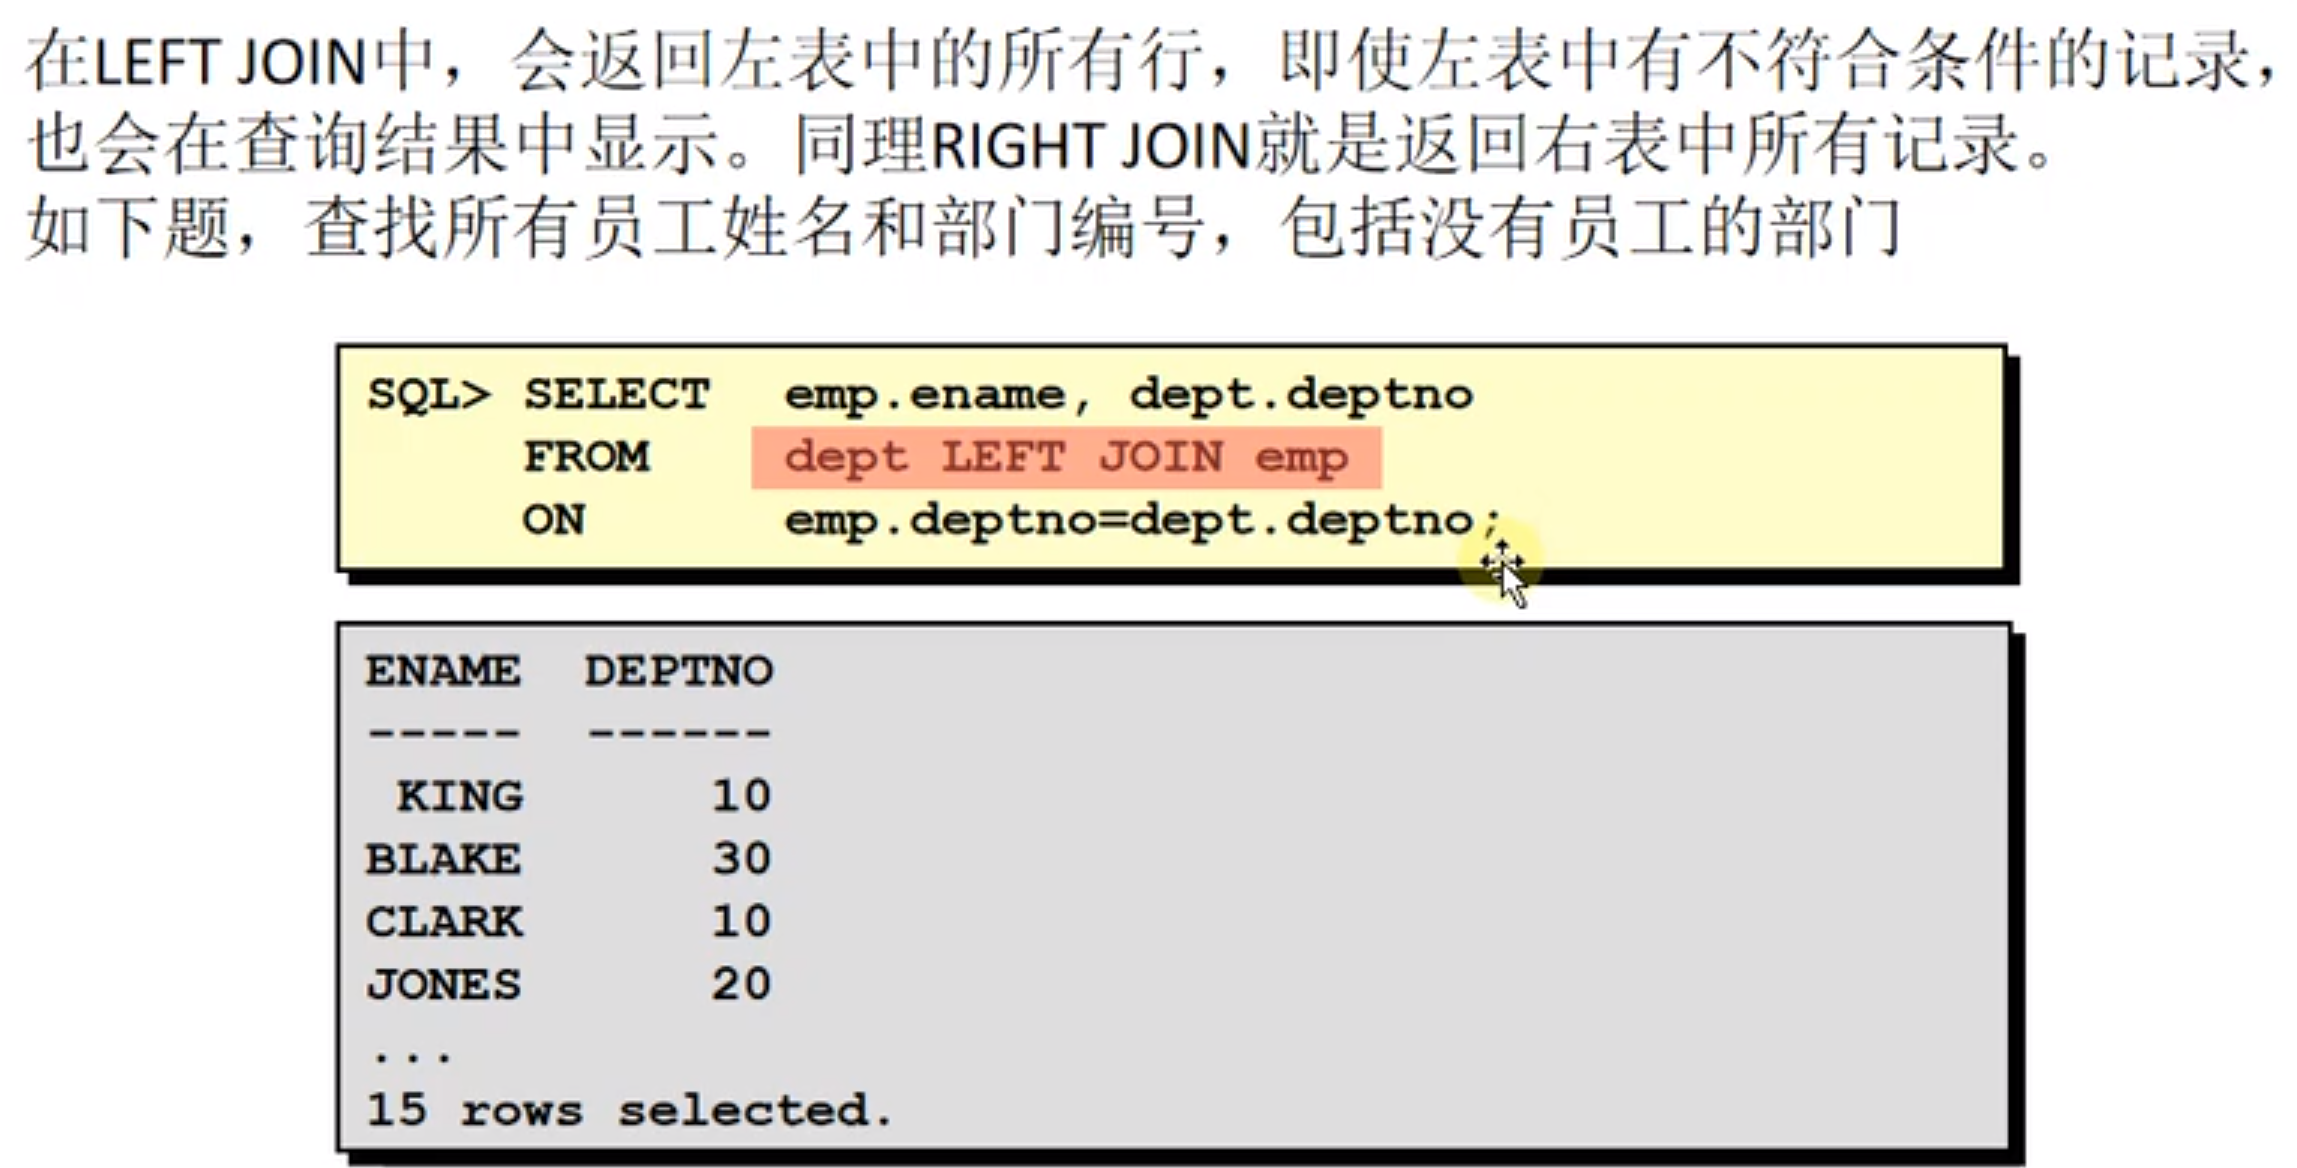 在LEFT JOIN中，会返回左表中的所有行，即使左表中有不符合条件的记录，
也会在查询结果中显示。同理RIGHT JOIN就是返回右表中所有记录。
如下题，查找所有员工姓名和部门编号，包括没有员工的部门
SQL> SELECT emp.ename, dept.deptno
FROM dept LEFT JOIN emp
ON emp.deptno=dept.deptno;
ENAME DEPTNO
----- ------
KING 10
BLAKE 30
CLARK 10
JONES 20
...
15 rows selected.